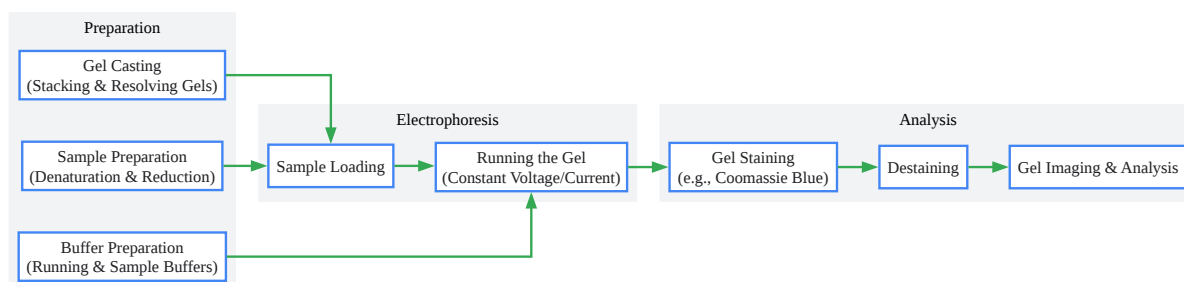 Preparation
Gel Casting
(Stacking & Resolving Gels)
Sample Preparation
(Denaturation & Reduction)
Buffer Preparation
(Running & Sample Buffers)
Electrophoresis
Sample Loading
Running the Gel
(Constant Voltage/Current)
Analysis
Gel Staining
(e.g., Coomassie Blue)
Destaining
Gel Imaging & Analysis